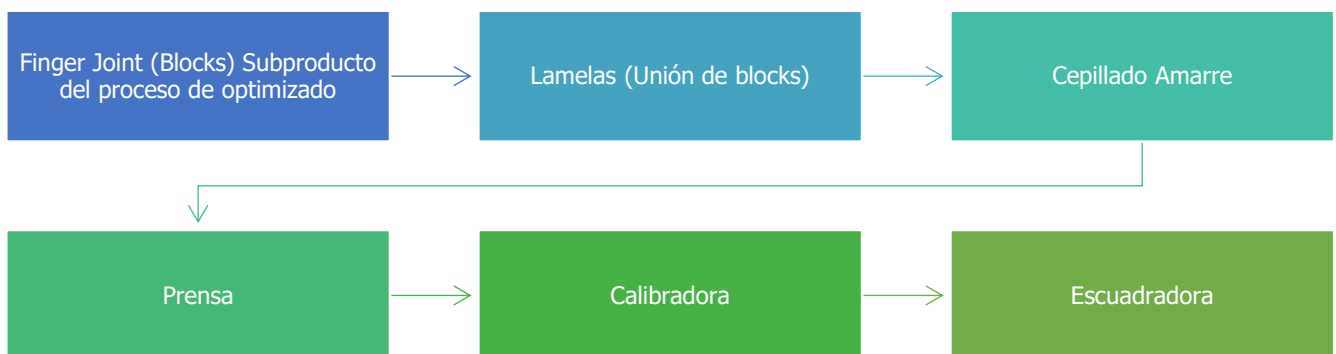 Finger Joint (Blocks) Subproducto
del proceso de optimizado
Lamelas (Unión de blocks)
Cepillado Amarre
Prensa
Calibradora
Escuadradora